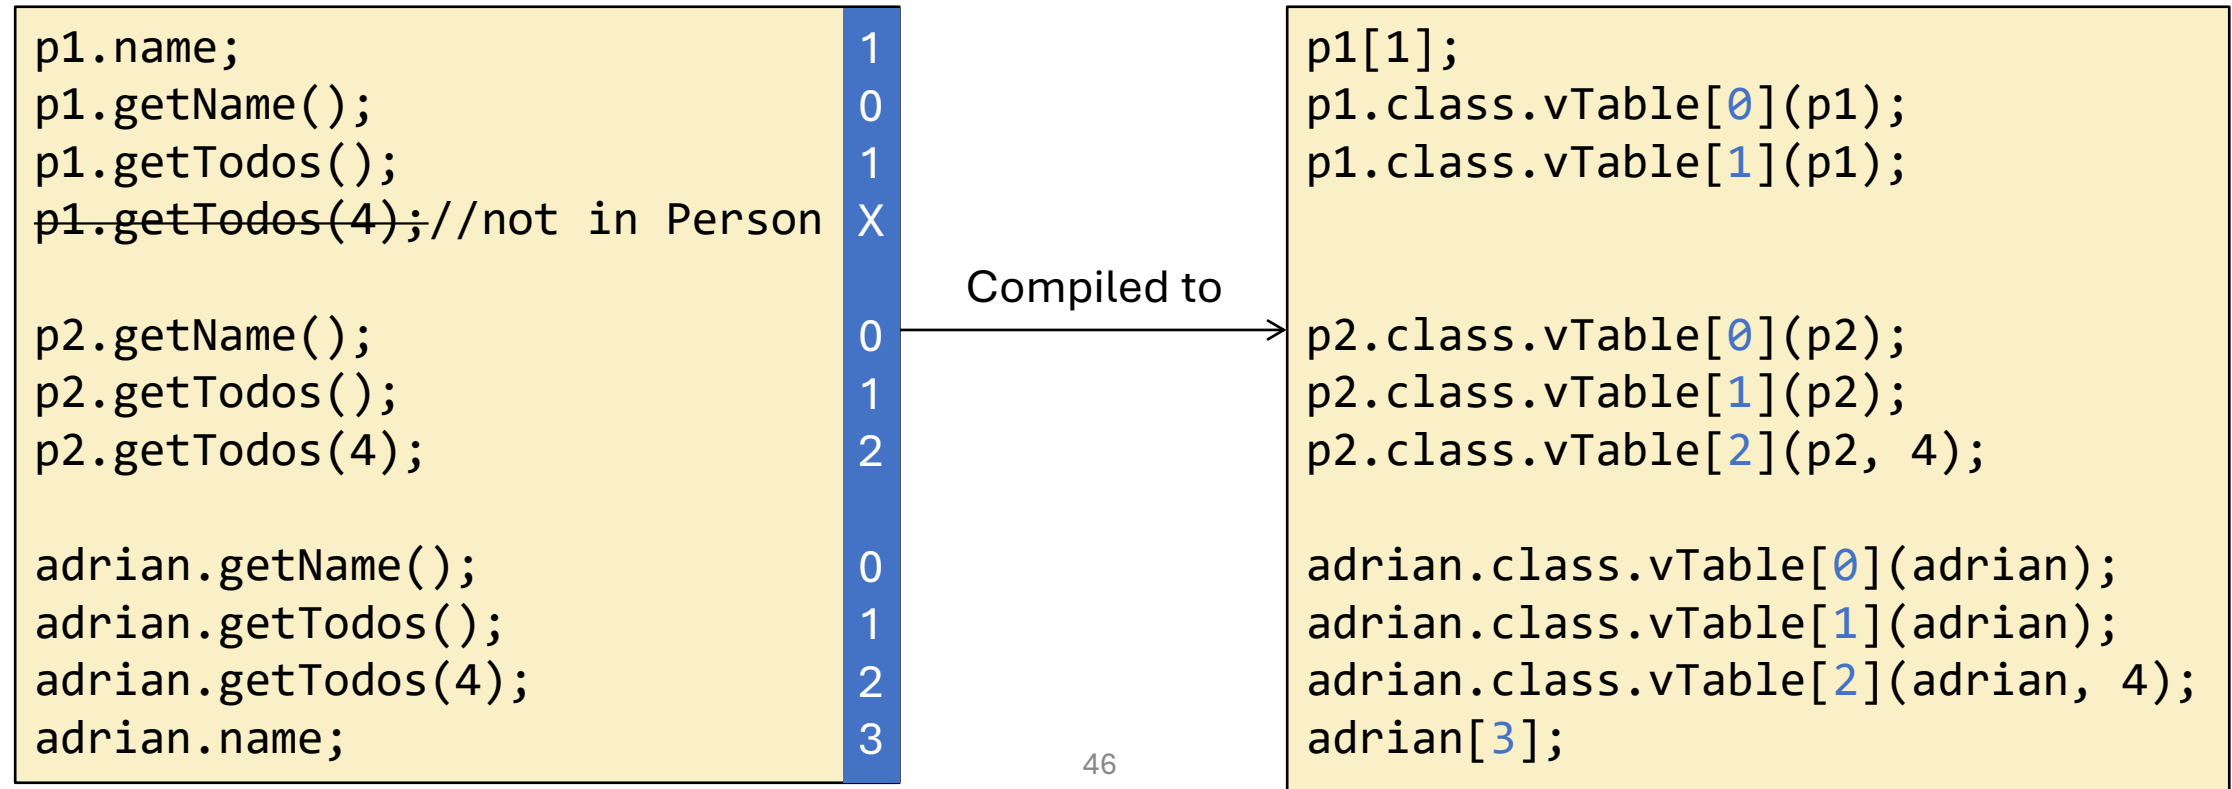 p1.name;
p1.getName();
p1.getTodos();
p1.getTodos(4);//not in Person
p2.getName();
p2.getTodos();
p2.getTodos(4);
adrian.getName();
adrian.getTodos();
adrian.getTodos(4);
adrian.name;
1
0
1
X
0
1
2
0
1
2
3
Compiled to
p1[1];
p1.class.vTable[0](p1);
p1.class.vTable[1](p1);
p2.class.vTable[0](p2);
p2.class.vTable[1](p2);
p2.class.vTable[2](p2, 4);
adrian.class.vTable[0](adrian);
adrian.class.vTable[1](adrian);
adrian.class.vTable[2](adrian, 4);
adrian[3];
46